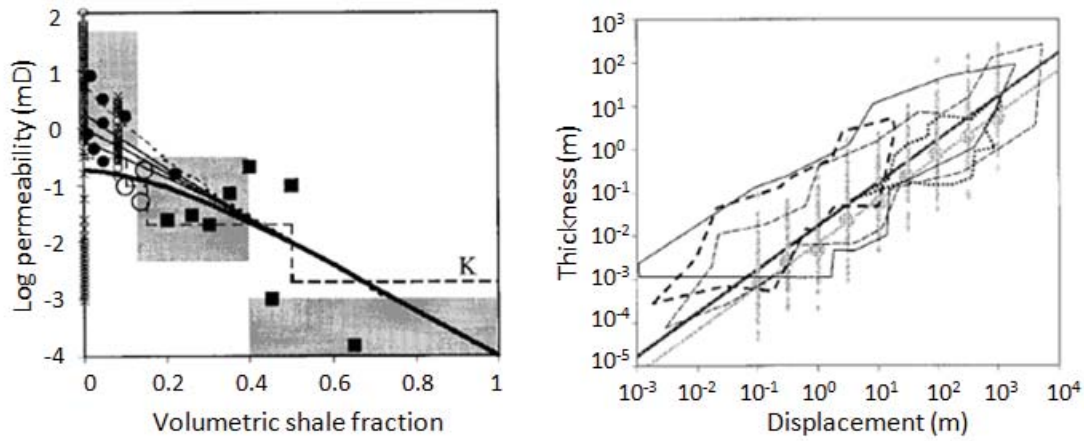 Log permeability (mD)
2
1
0
-1
-2
-3
-4
K
0 0.2 0.4 0.6 0.8 1
Volumetric shale fraction
Thickness (m)
10³
10²
10¹
10⁰
10⁻¹
10⁻²
10⁻³
10⁻⁴
10⁻⁵
10⁻³ 10⁻² 10⁻¹ 10⁰ 10¹ 10² 10³ 10⁴
Displacement (m)